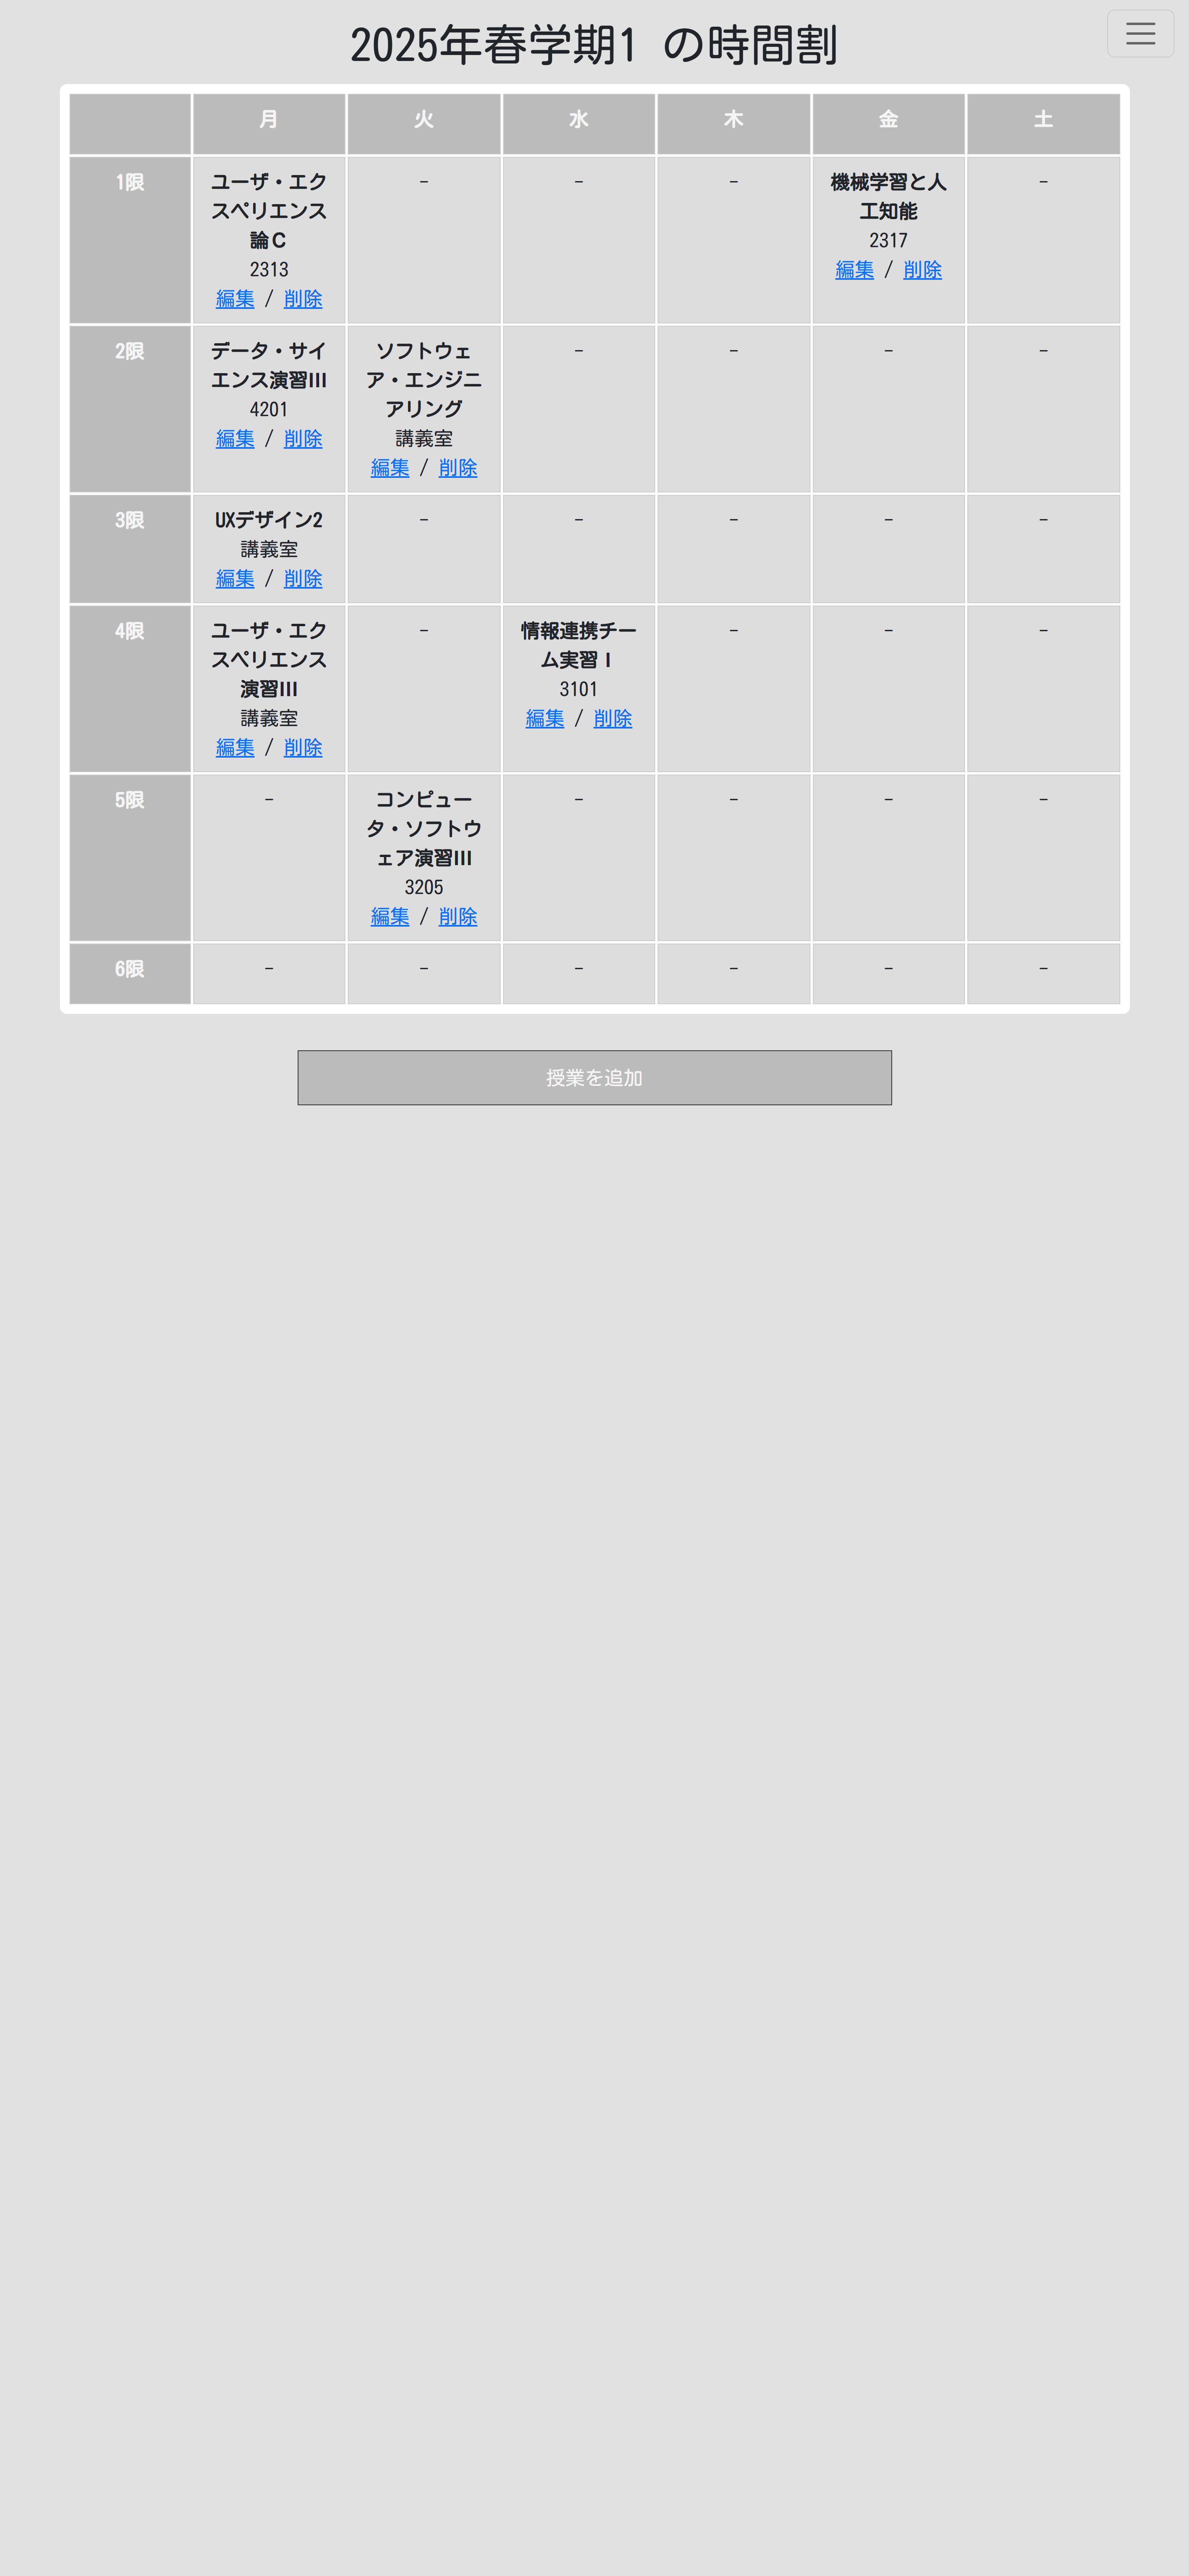 2025年春学期1 の時間割
月 火 水 木 金 土
1限
ユーザ・エク
スペリエンス
論Ｃ
2313
編集 / 削除
-
-
-
機械学習と人
工知能
2317
編集 / 削除
-
2限
データ・サイ
エンス演習III
4201
編集 / 削除
ソフトウェ
ア・エンジニ
アリング
講義室
編集 / 削除
-
-
-
-
3限
UXデザイン2
講義室
編集 / 削除
-
-
-
-
-
4限
ユーザ・エク
スペリエンス
演習III
講義室
編集 / 削除
-
情報連携チー
ム実習Ｉ
3101
編集 / 削除
-
-
-
5限
-
コンピュー
タ・ソフトウ
ェア演習III
3205
編集 / 削除
-
-
-
-
6限
-
-
-
-
-
-
授業を追加